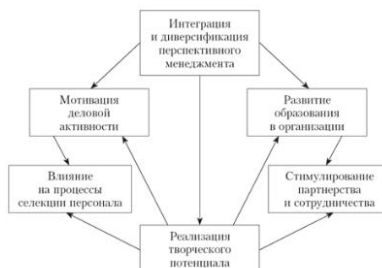 Интеграция
и диверсификация
перспективного
менеджмента
Мотивация
деловой
активности
Развитие
образования
в организации
Влияние
на процессы
селекции персонала
Стимулирование
партнерства
и сотрудничества
Реализация
творческого
потенциала